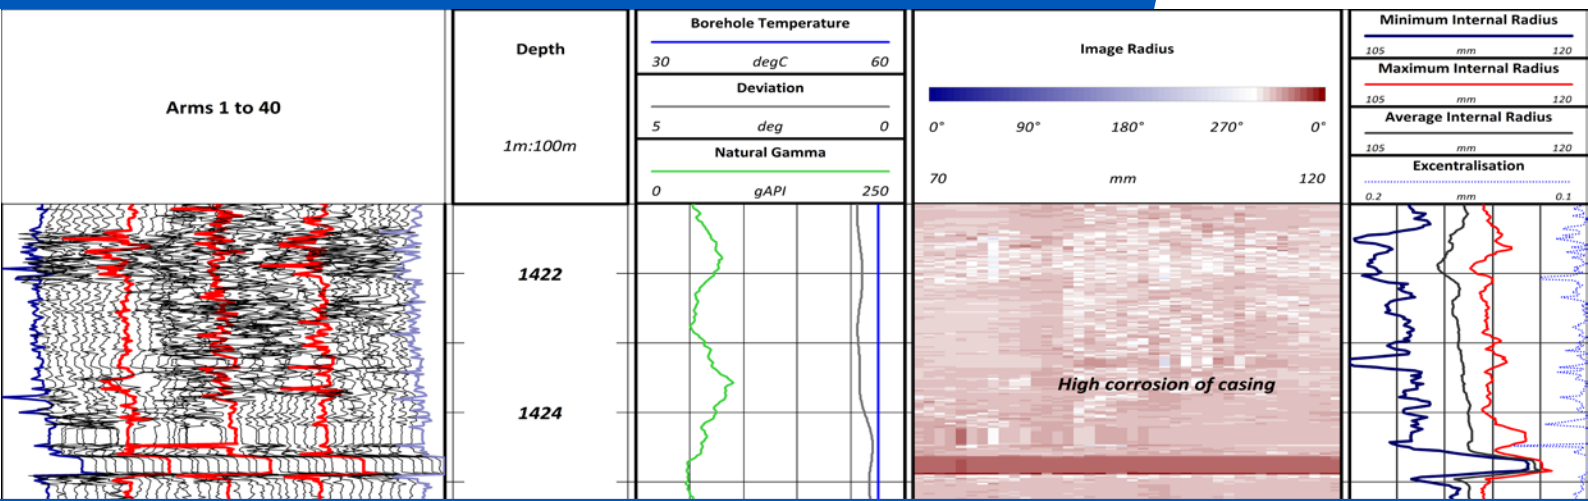 Arms 1 to 40
Depth
1m:100m
Borehole Temperature
30 degC 60
Deviation
5 deg 0
Natural Gamma
0 gAPI 250
Image Radius
0° 90° 180° 270° 0°
70 mm 120
Minimum Internal Radius
105 mm 120
Maximum Internal Radius
105 mm 120
Average Internal Radius
105 mm 120
Excentralisation
0.2 mm 0.1
1422
High corrosion of casing
1424